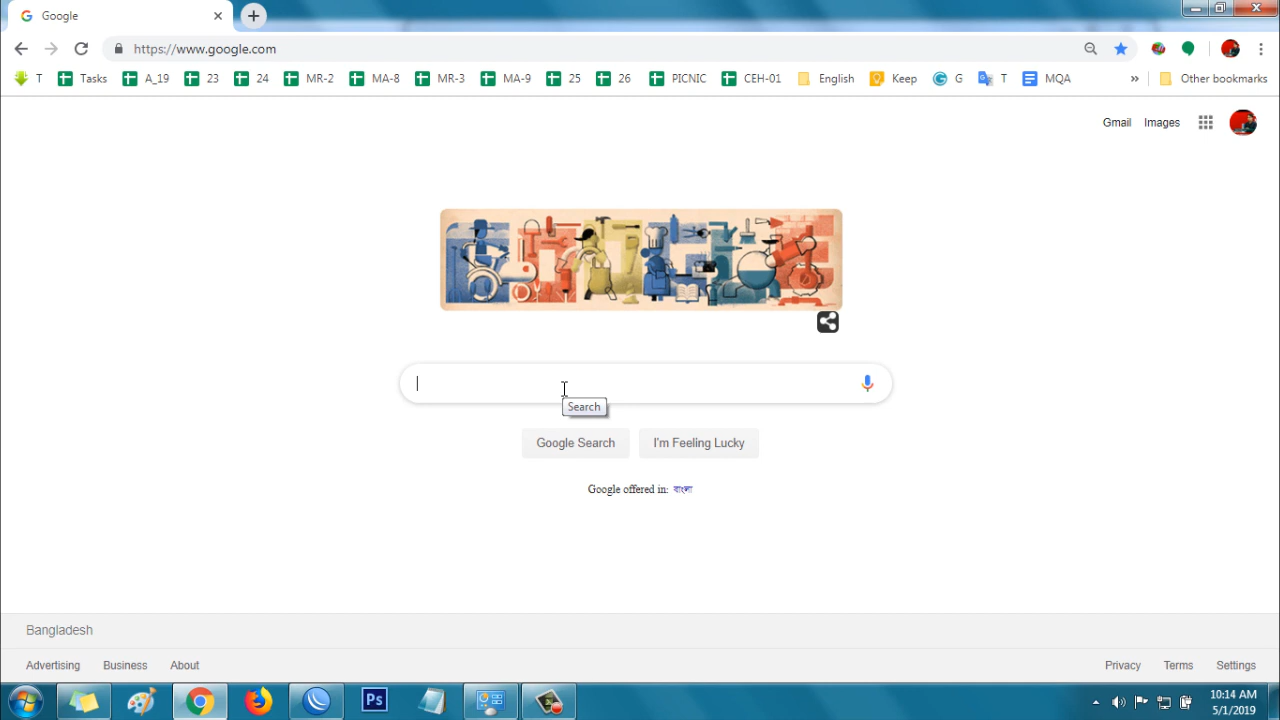 Google
https://www.google.com
T Tasks A_19 23 24 MR-2 MA-8 MR-3 MA-9 25 26 PICNIC CEH-01 English Keep G T MQA » Other bookmarks
Gmail Images
Search
Google Search I'm Feeling Lucky
Google offered in: বাংলা
Bangladesh
Advertising Business About Privacy Terms Settings
Ps
10:14 AM
5/1/2019